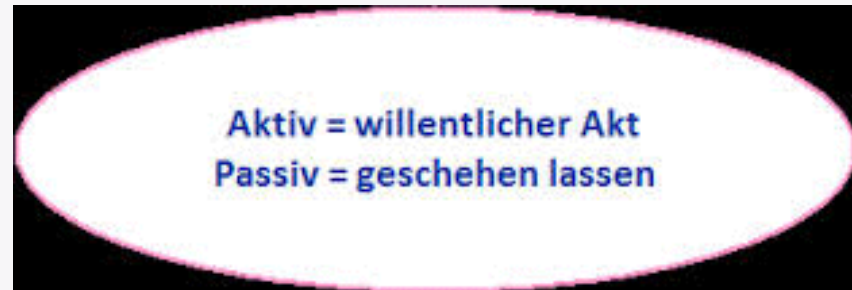 Aktiv = willentlicher Akt
Passiv = geschehen lassen